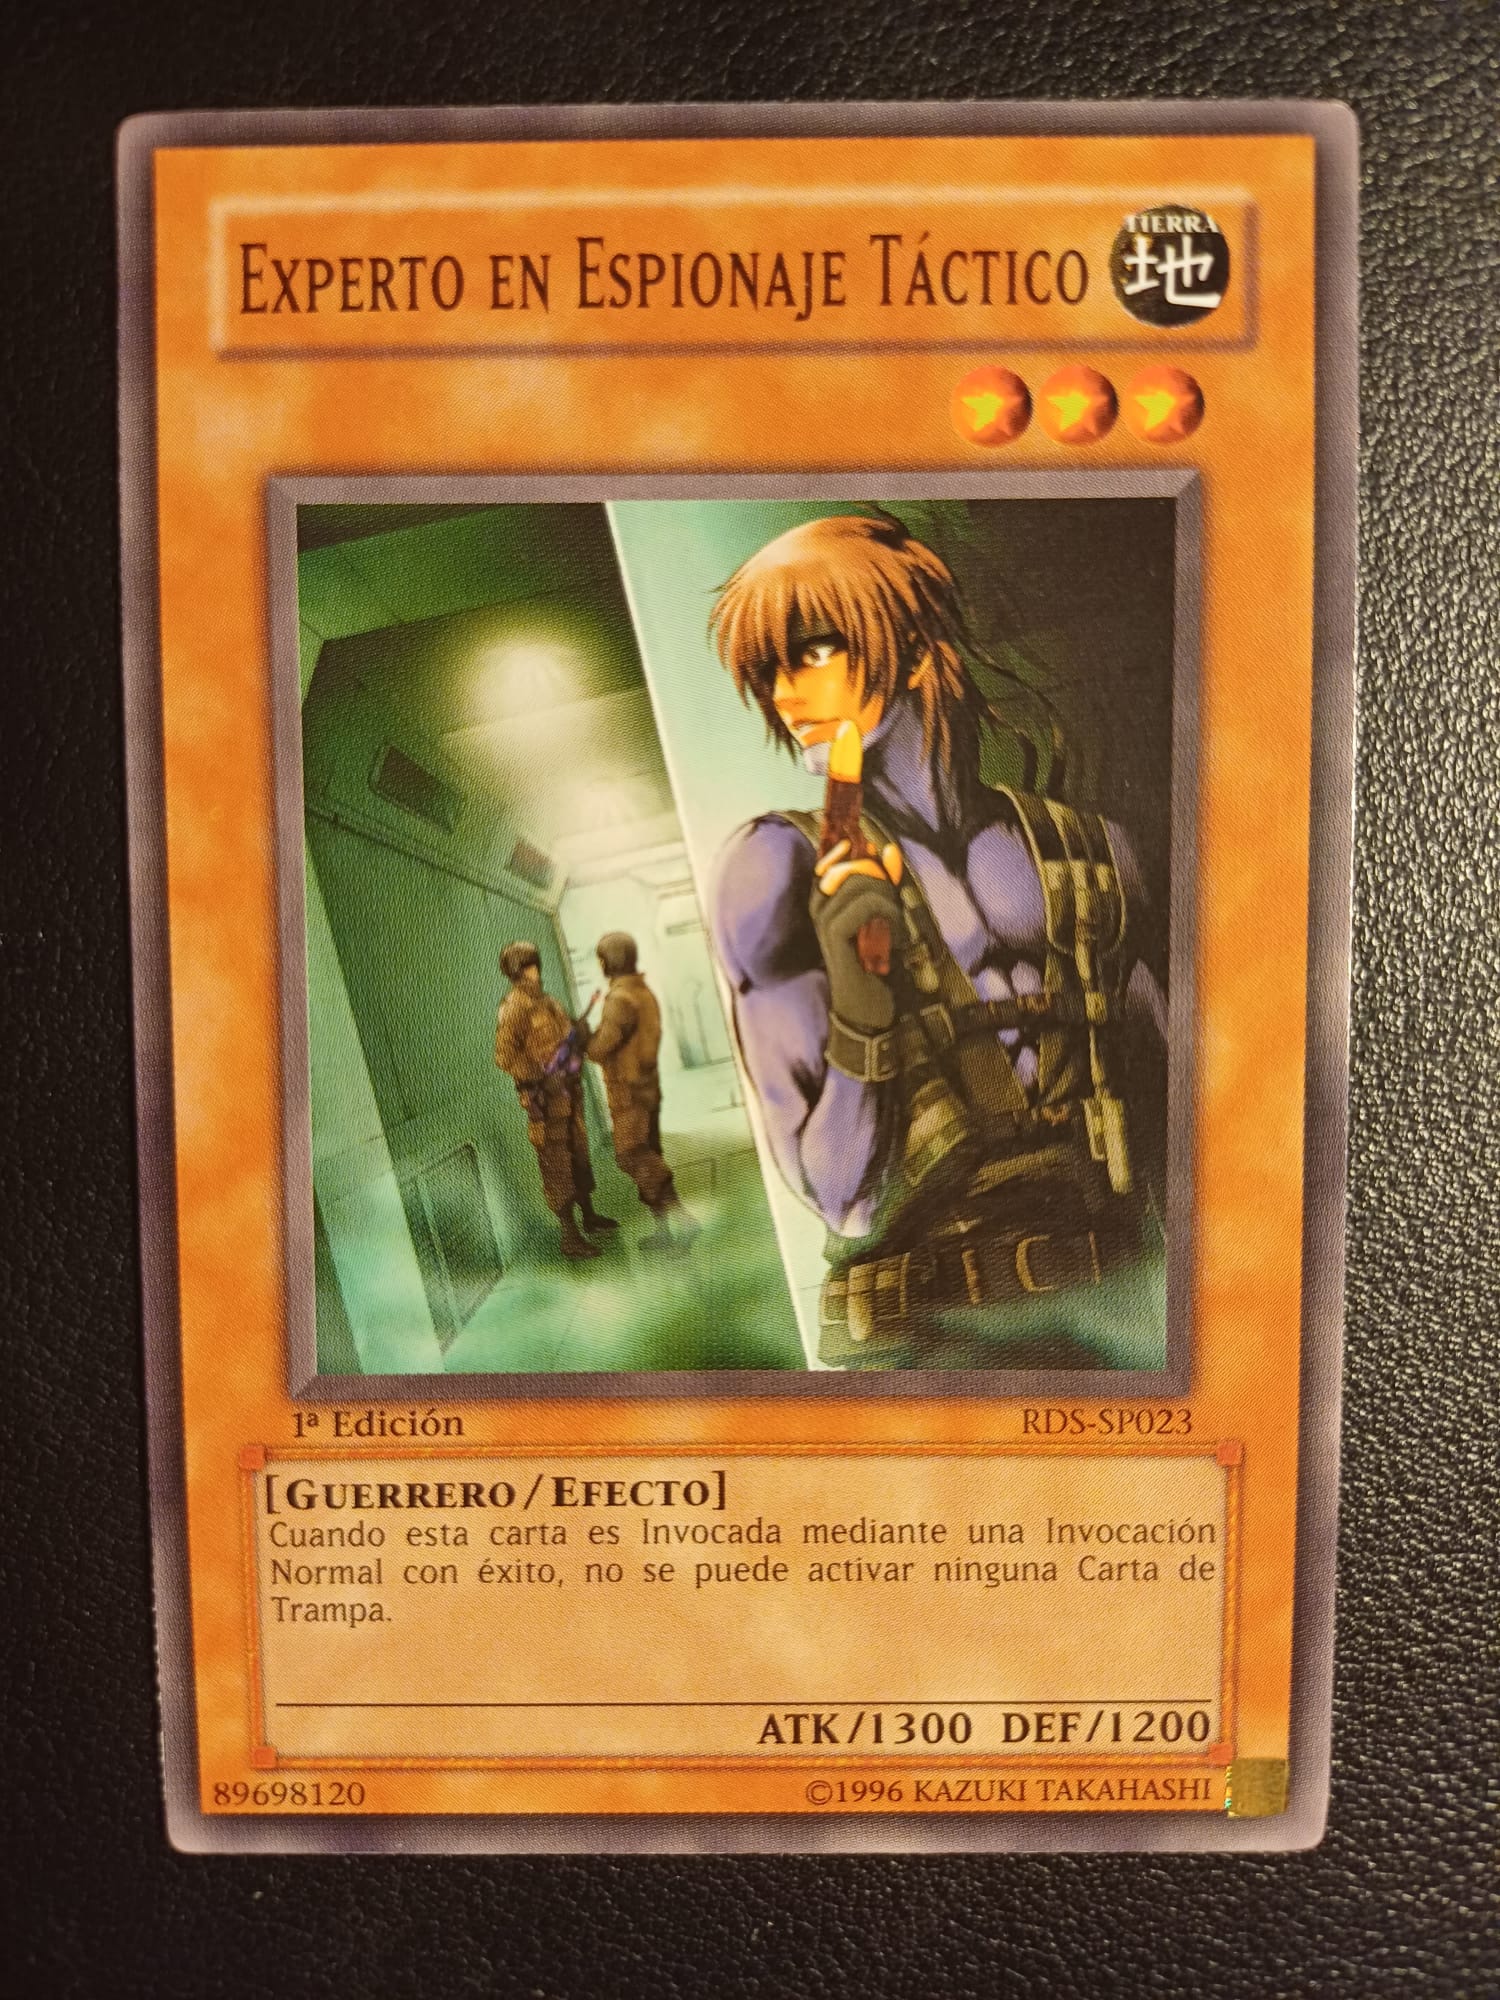 Experto en Espionaje Táctico
TIERRA
地
1ª Edición
RDS-SP023
[Guerrero/Efecto]
Cuando esta carta es Invocada mediante una Invocación
Normal con éxito, no se puede activar ninguna Carta de
Trampa.
ATK/1300 DEF/1200
89698120
©1996 KAZUKI TAKAHASHI